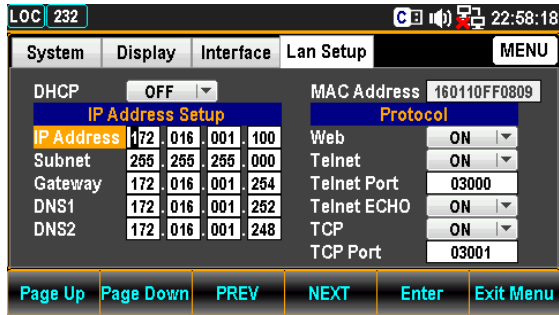 LOC 232 C 22:58:18
System Display Interface Lan Setup MENU
DHCP OFF MAC Address 160110FF0809
IP Address Setup Protocol
IP Address 172 . 016 . 001 . 100 Web ON
Subnet 255 . 255 . 255 . 000 Telnet ON
Gateway 172 . 016 . 001 . 254 Telnet Port 03000
DNS1 172 . 016 . 001 . 252 Telnet ECHO ON
DNS2 172 . 016 . 001 . 248 TCP ON
TCP Port 03001
Page Up Page Down PREV NEXT Enter Exit Menu